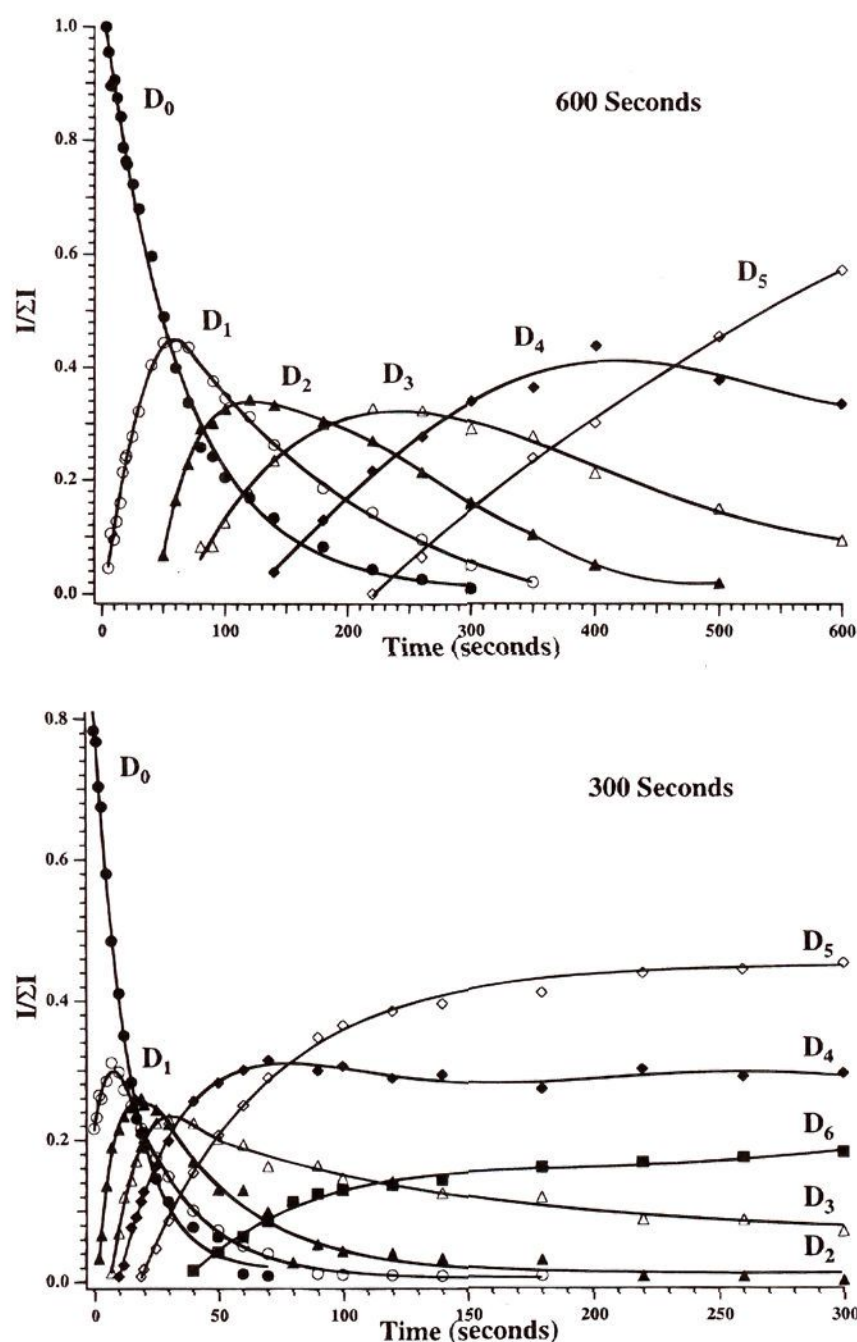 1.0
D0
600 Seconds
0.8
0.6
I/ΣI
D5
D1
D4
0.4
D2
D3
0.2
0.0
0 100 200 300 400 500 600
Time (seconds)
0.8
D0
300 Seconds
0.6
I/ΣI
D5
0.4
D1
D4
D6
0.2
D3
D2
0.0
0 50 100 150 200 250 300
Time (seconds)